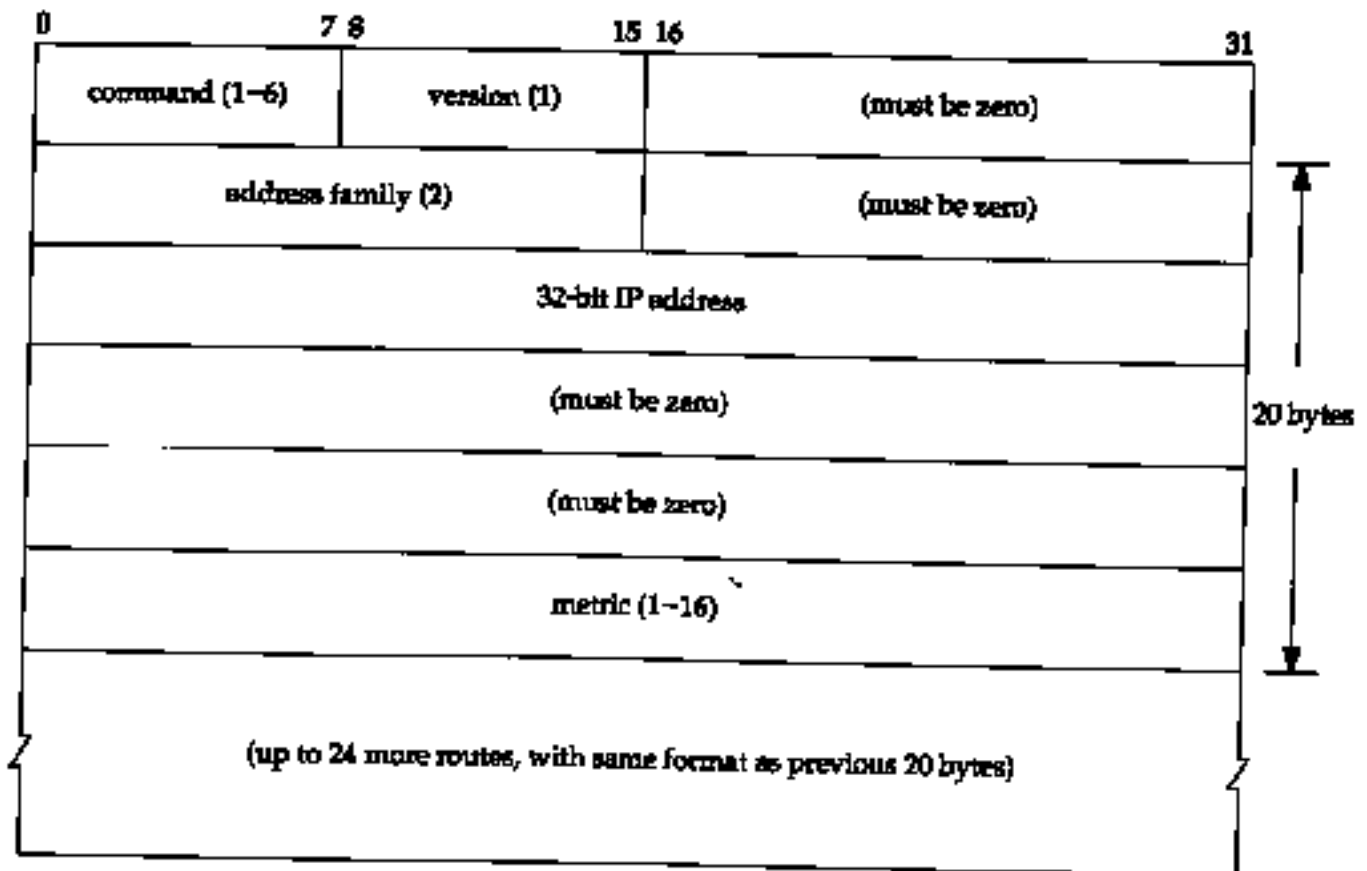 0 7 8 15 16 31
command (1-6) version (1) (must be zero)
address family (2) (must be zero)
32-bit IP address
(must be zero)
20 bytes
(must be zero)
metric (1-16)
(up to 24 more routes, with same format as previous 20 bytes)